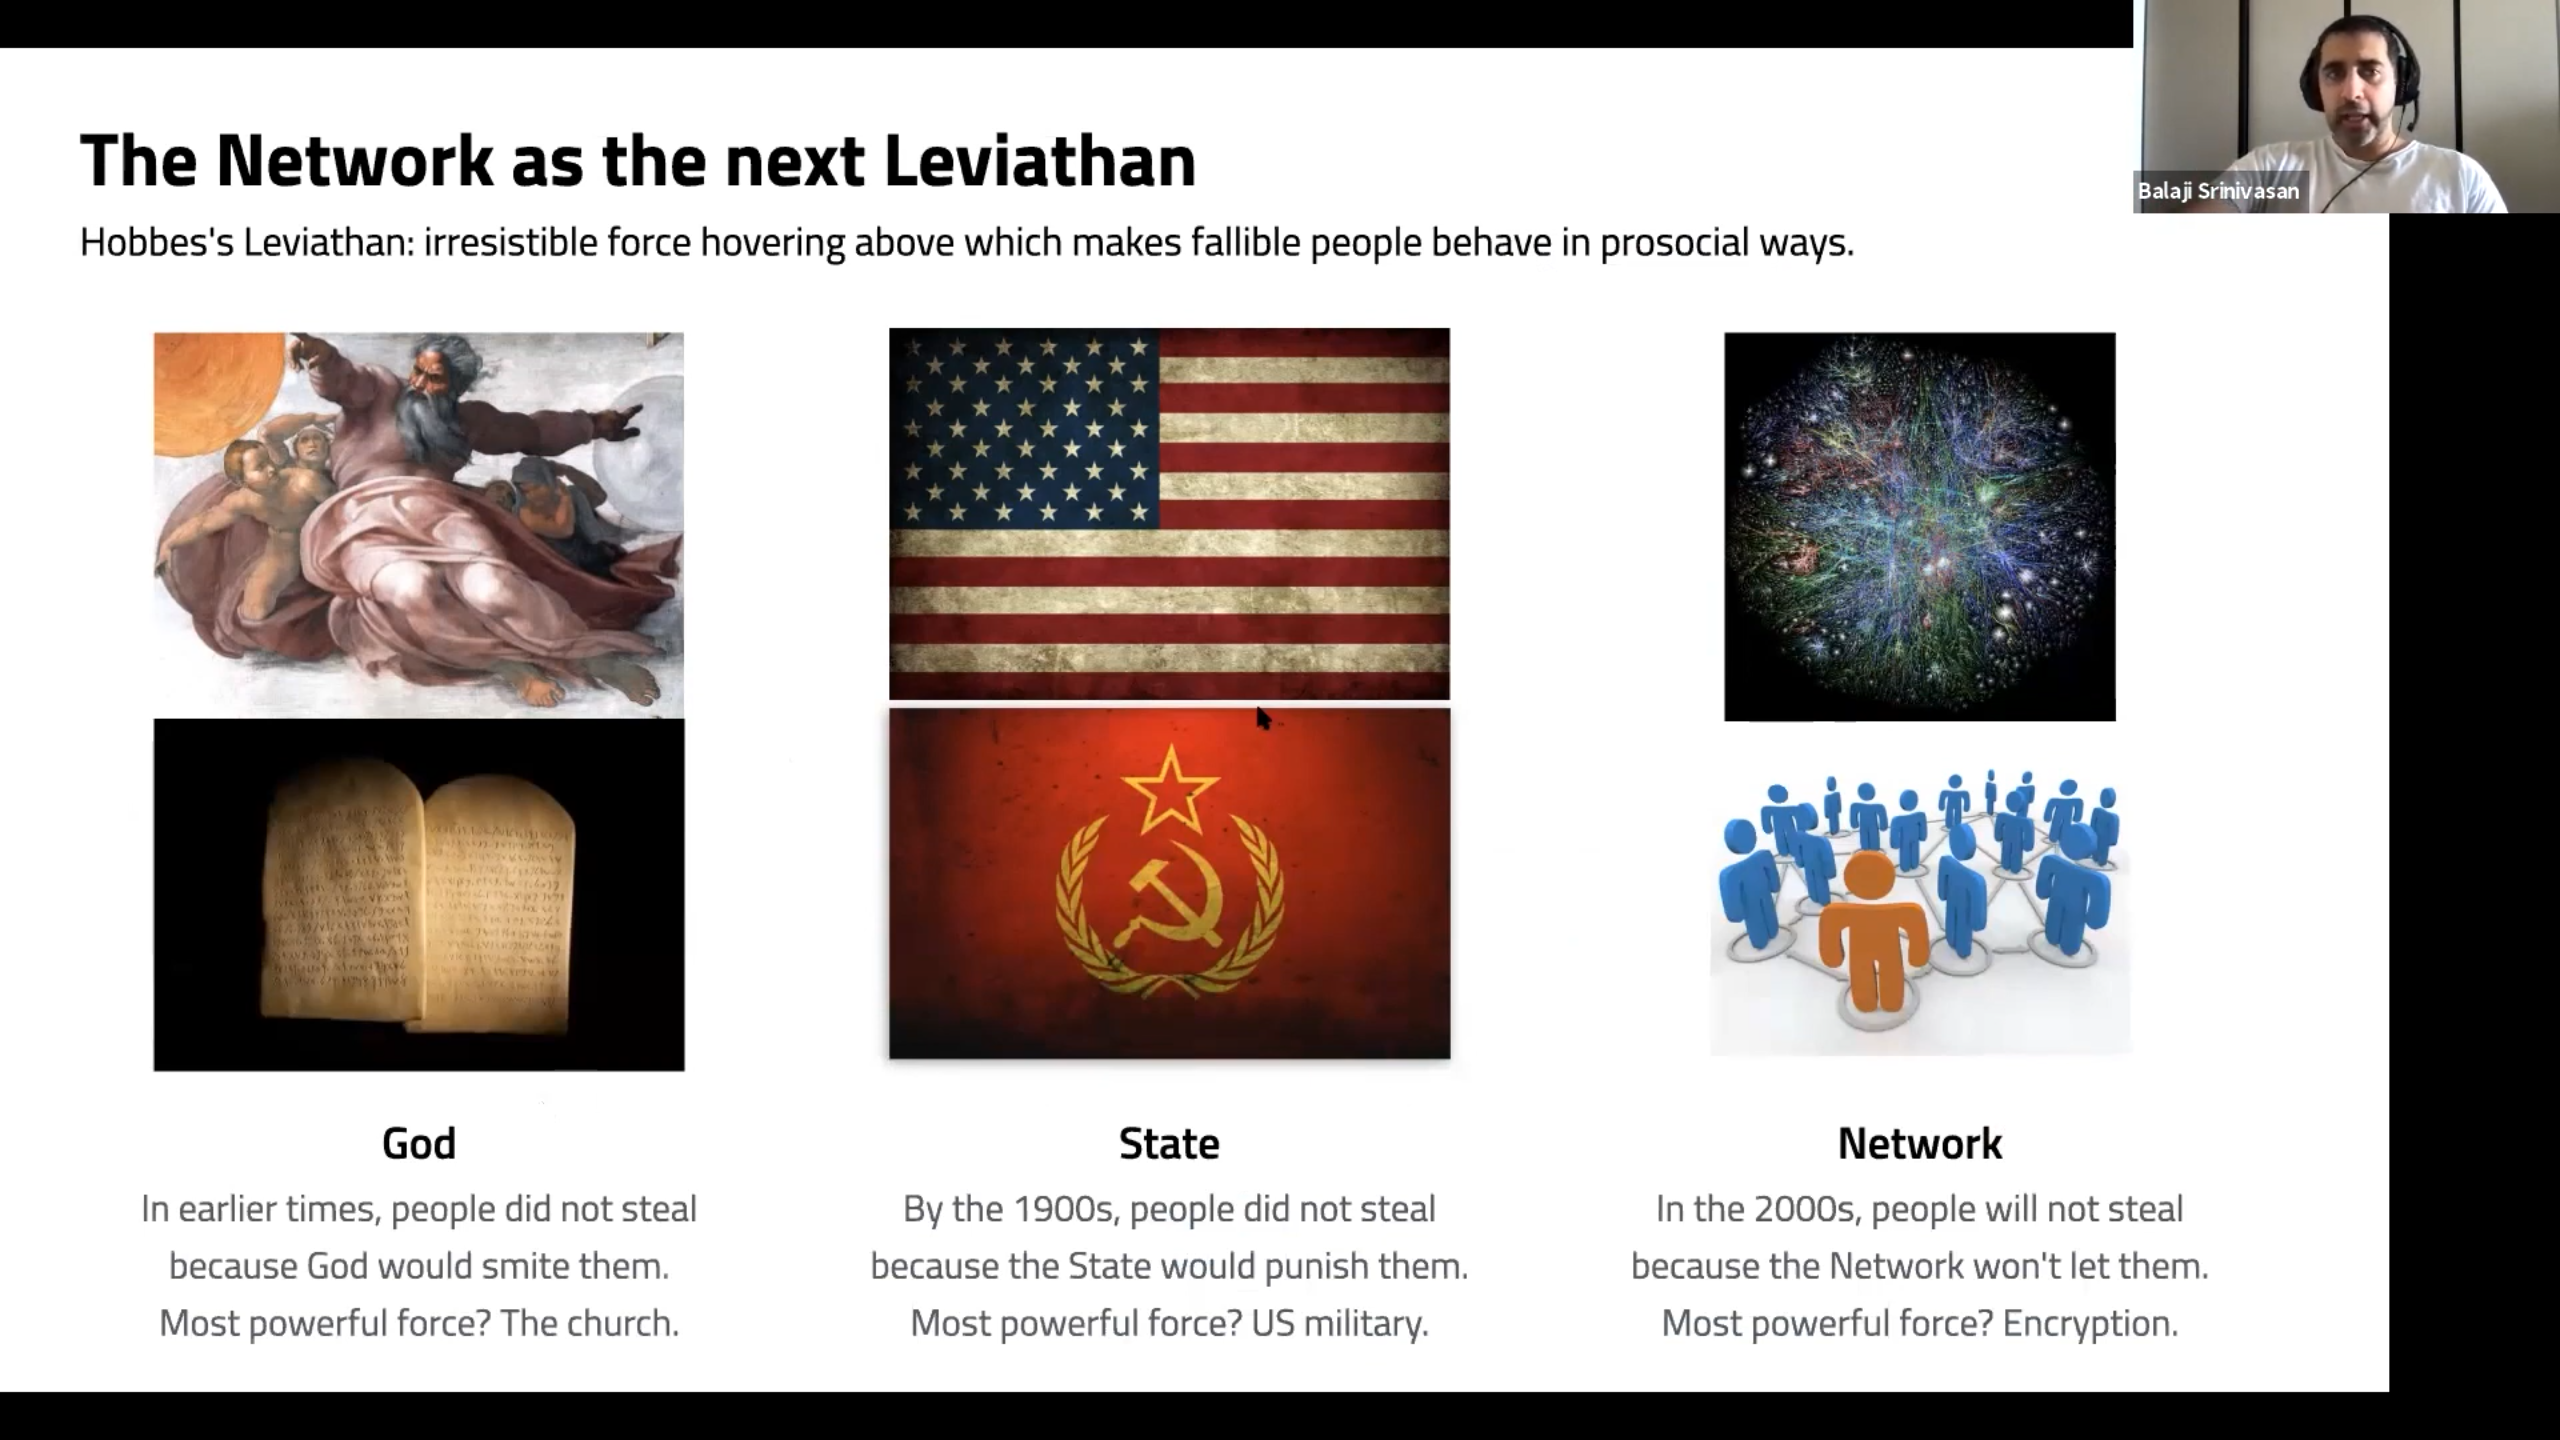 The Network as the next Leviathan
Hobbes's Leviathan: irresistible force hovering above which makes fallible people behave in prosocial ways.
Balaji Srinivasan
God
In earlier times, people did not steal
because God would smite them.
Most powerful force? The church.
State
By the 1900s, people did not steal
because the State would punish them.
Most powerful force? US military.
Network
In the 2000s, people will not steal
because the Network won't let them.
Most powerful force? Encryption.